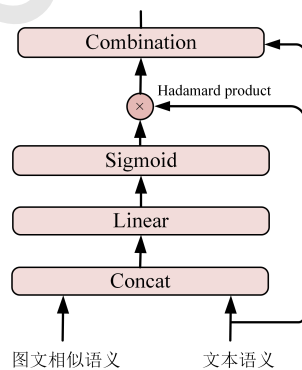 Combination
Hadamard product
×
Sigmoid
Linear
Concat
图文相似语义 文本语义